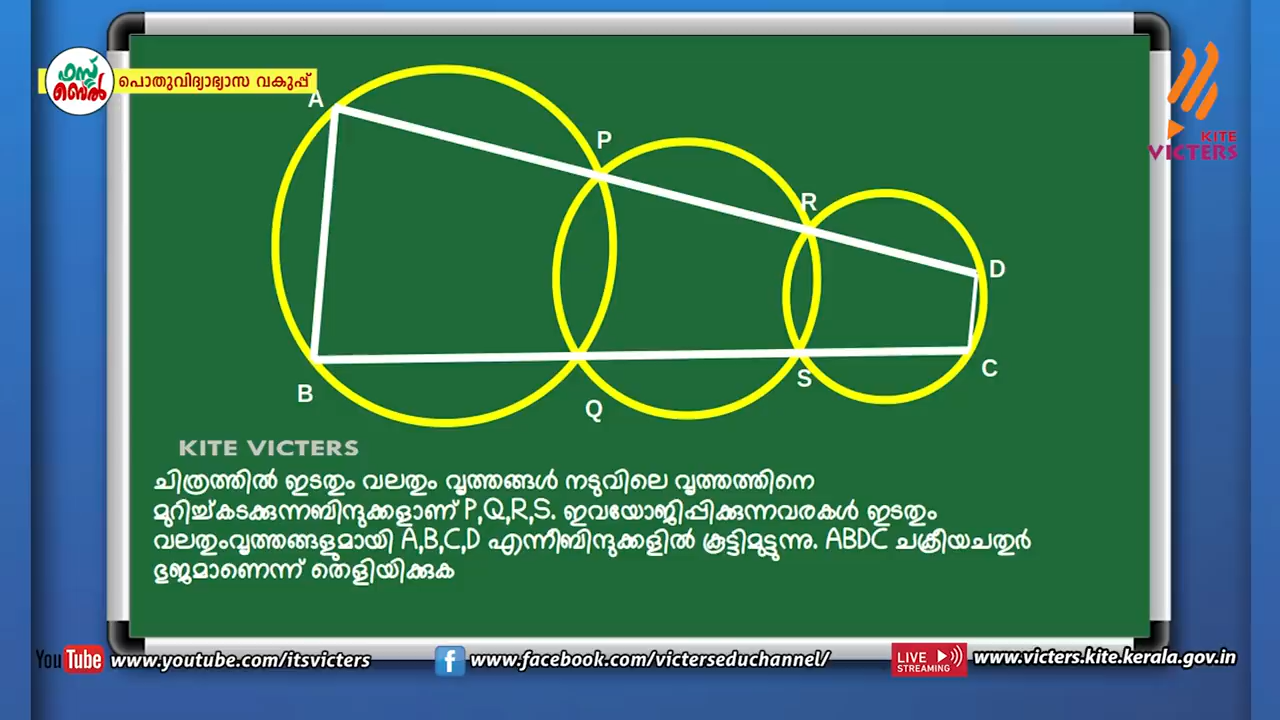 ഫസ്റ്റ്
ബെൽ
പൊതുവിദ്യാഭ്യാസ വകുപ്പ്
KITE
VICTERS
A
P
R
D
B
Q
S
C
KITE VICTERS
ചിത്രത്തിൽ ഇടതും വലതും വൃത്തങ്ങൾ നടുവിലെ വൃത്തത്തിനെ
മുറിച്ച്കടക്കുന്നബിന്ദുക്കളാണ് P,Q,R,S. ഇവയോജിപ്പിക്കുന്നവരകൾ ഇടതും
വലതുംവൃത്തങ്ങളുമായി A,B,C,D എന്നീബിന്ദുക്കളിൽ കൂട്ടിമുട്ടുന്നു. ABDC ചക്രീയചതുർ
ഭുജമാണെന്ന് തെളിയിക്കുക
YouTube www.youtube.com/itsvicters
f www.facebook.com/victerseduchannel/
LIVE STREAMING www.victers.kite.kerala.gov.in